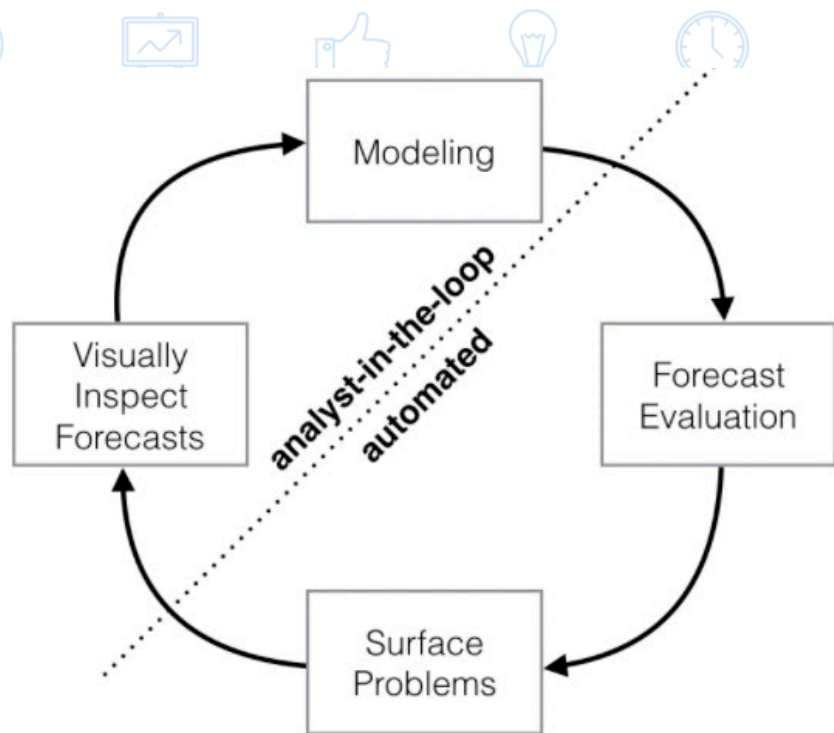 Modeling
analyst-in-the-loop
automated
Visually
Inspect
Forecasts
Forecast
Evaluation
Surface
Problems